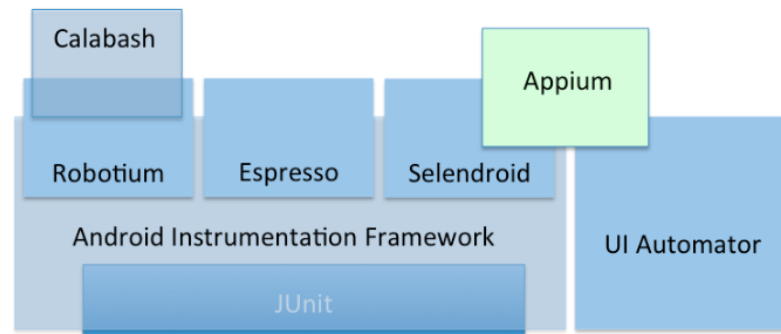 Calabash
Appium
Robotium
Espresso
Selendroid
Android Instrumentation Framework
UI Automator
JUnit